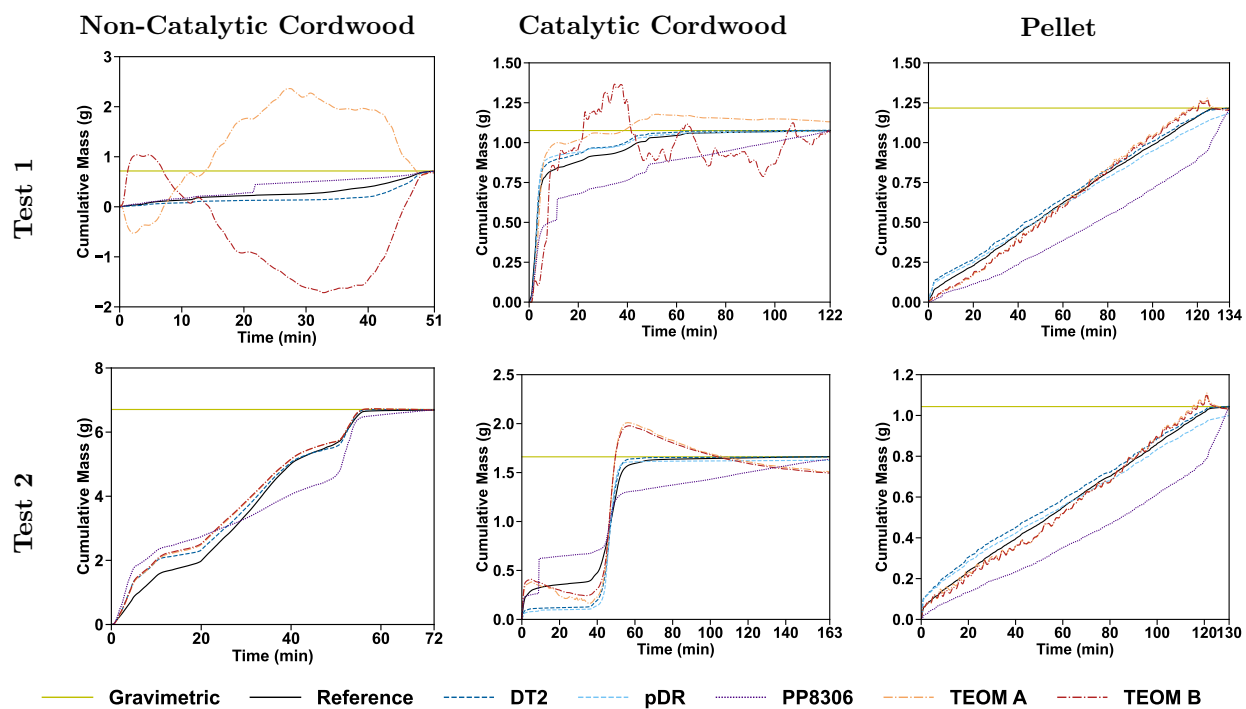 Non-Catalytic Cordwood
Catalytic Cordwood
Pellet
Test 1
Cumulative Mass (g)
3
2
1
0
−1
−2
0 10 20 30 40 51
Time (min)
Cumulative Mass (g)
1.50
1.25
1.00
0.75
0.50
0.25
0.00
0 20 40 60 80 100 122
Time (min)
Cumulative Mass (g)
1.50
1.25
1.00
0.75
0.50
0.25
0.00
0 20 40 60 80 100 120 134
Time (min)
Test 2
Cumulative Mass (g)
8
6
4
2
0
0 20 40 60 72
Time (min)
Cumulative Mass (g)
2.5
2.0
1.5
1.0
0.5
0.0
0 20 40 60 80 100 120 140 163
Time (min)
Cumulative Mass (g)
1.2
1.0
0.8
0.6
0.4
0.2
0.0
0 20 40 60 80 100 120 130
Time (min)
Gravimetric Reference DT2 pDR PP8306 TEOM A TEOM B